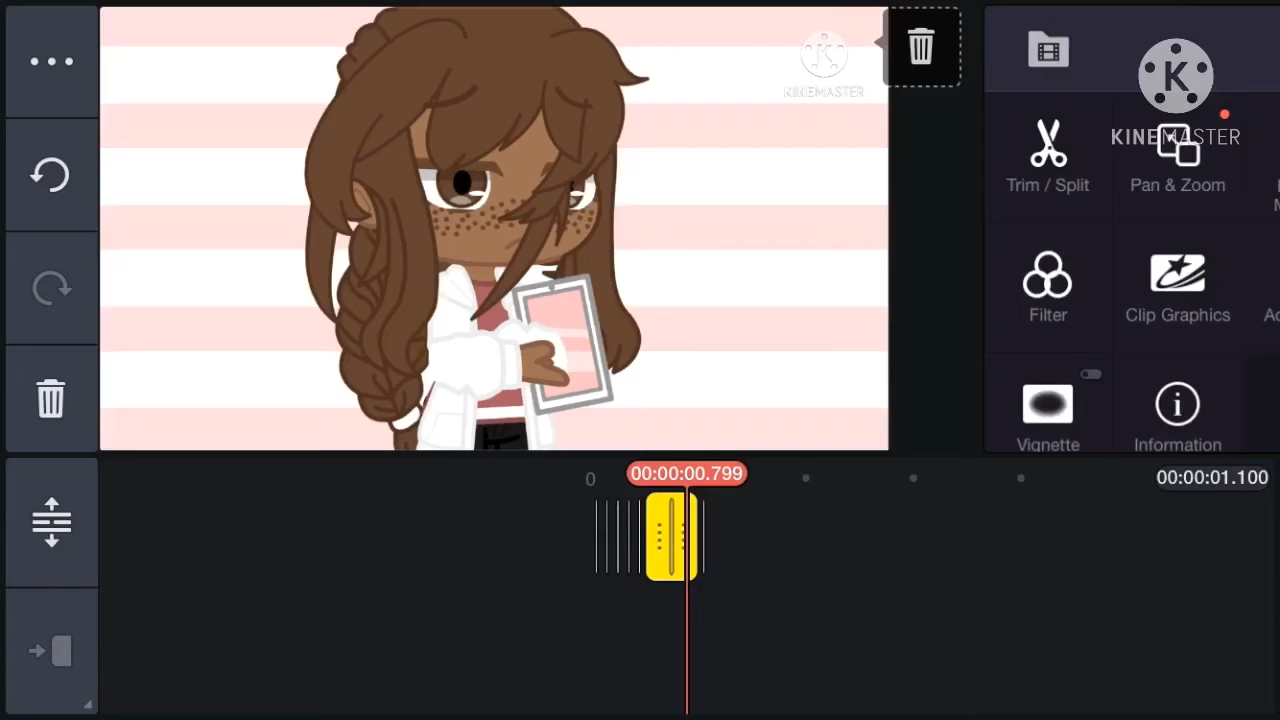 KINEMASTER
K
KINEMASTER
K
Trim / Split
Pan & Zoom
Filter
Clip Graphics
Vignette
Information
0
00:00:00.799
00:00:01.100